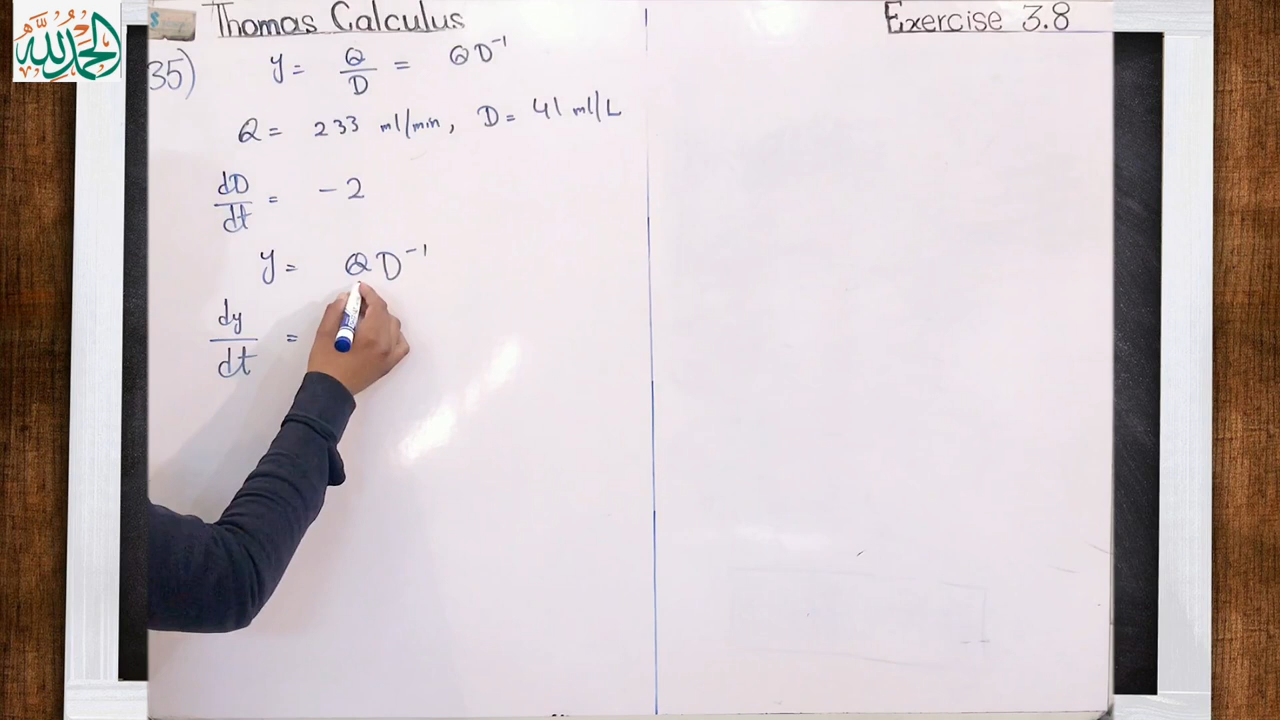 الحمد لله
Thomas Calculus
Exercise 3.8
35) y = Q/D = QD⁻¹
Q = 233 ml/min, D = 41 ml/L
dD/dt = -2
y = QD⁻¹
dy/dt =